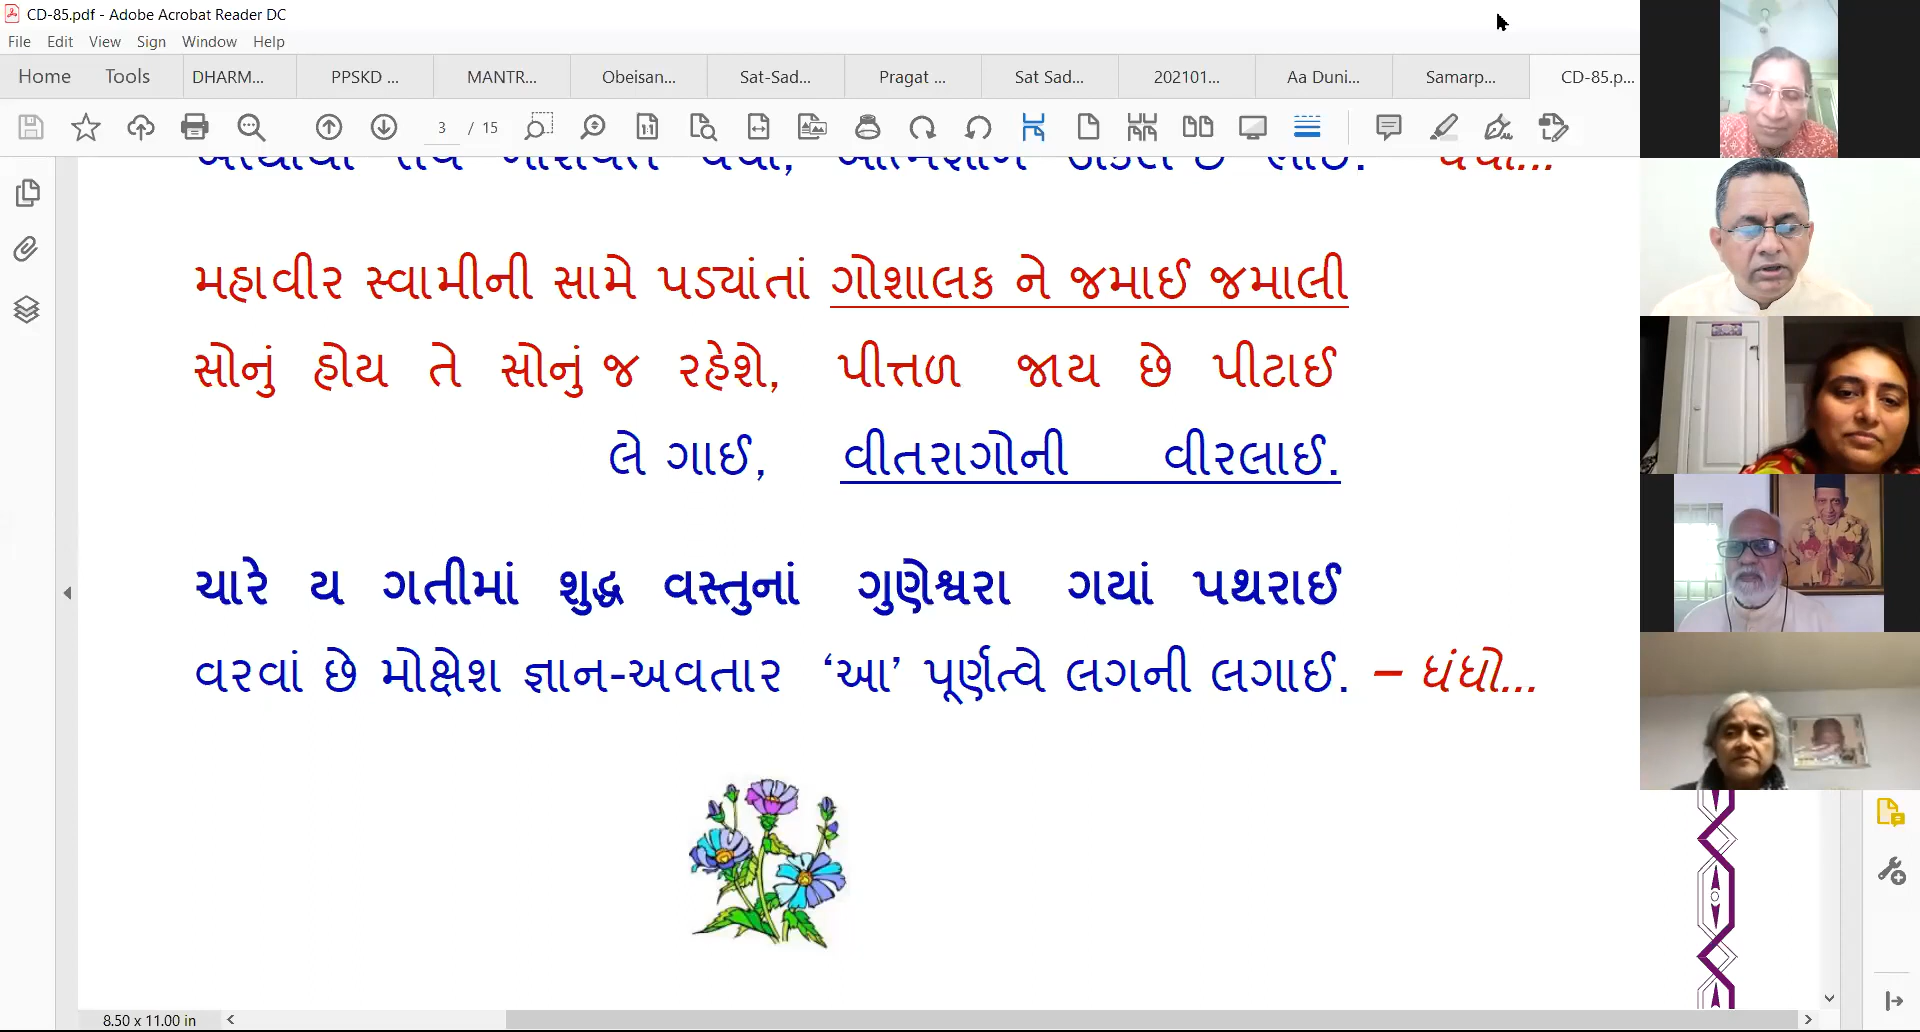 CD-85.pdf - Adobe Acrobat Reader DC
File Edit View Sign Window Help
Home Tools DHARM... PPSKD ... MANTR... Obeisan... Sat-Sad... Pragat ... Sat Sad... 202101... Aa Duni... Samarp... CD-85.p...
3 / 15
મહાવીર સ્વામીની સામે પડ્યાંતાં ગોશાલક ને જમાઈ જમાલી
સોનું હોય તે સોનું જ રહેશે, પીત્તળ જાય છે પીટાઈ
લે ગાઈ, વીતરાગોની વીરલાઈ.
ચારે ય ગતીમાં શુદ્ધ વસ્તુનાં ગુણેશ્વરા ગયાં પથરાઈ
વરવાં છે મોક્ષેશ જ્ઞાન-અવતાર ‘આ’ પૂર્ણત્વે લગની લગાઈ. – ધંધો...
8.50 x 11.00 in